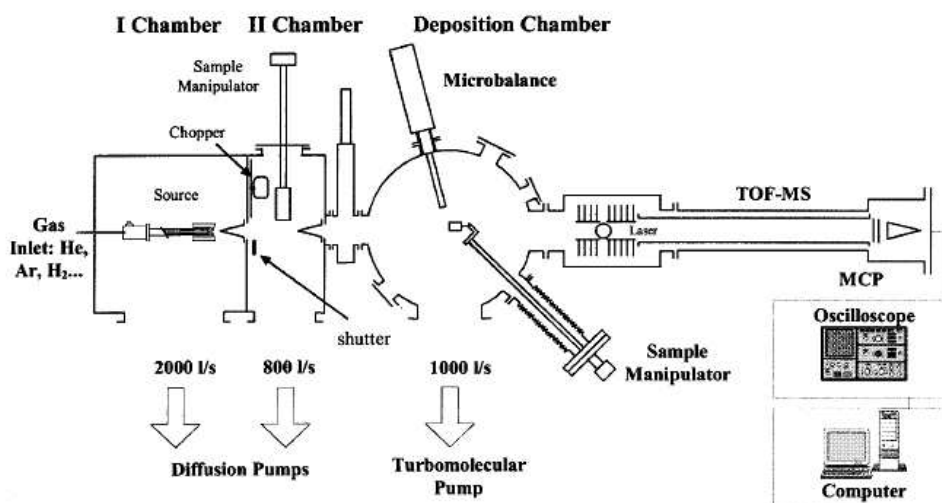 I Chamber
II Chamber
Deposition Chamber
Sample
Manipulator
Microbalance
Chopper
Source
TOF-MS
Gas
Inlet: He,
Ar, H₂...
Laser
MCP
shutter
Oscilloscope
Sample
Manipulator
2000 l/s
800 l/s
1000 l/s
Diffusion Pumps
Turbomolecular
Pump
Computer